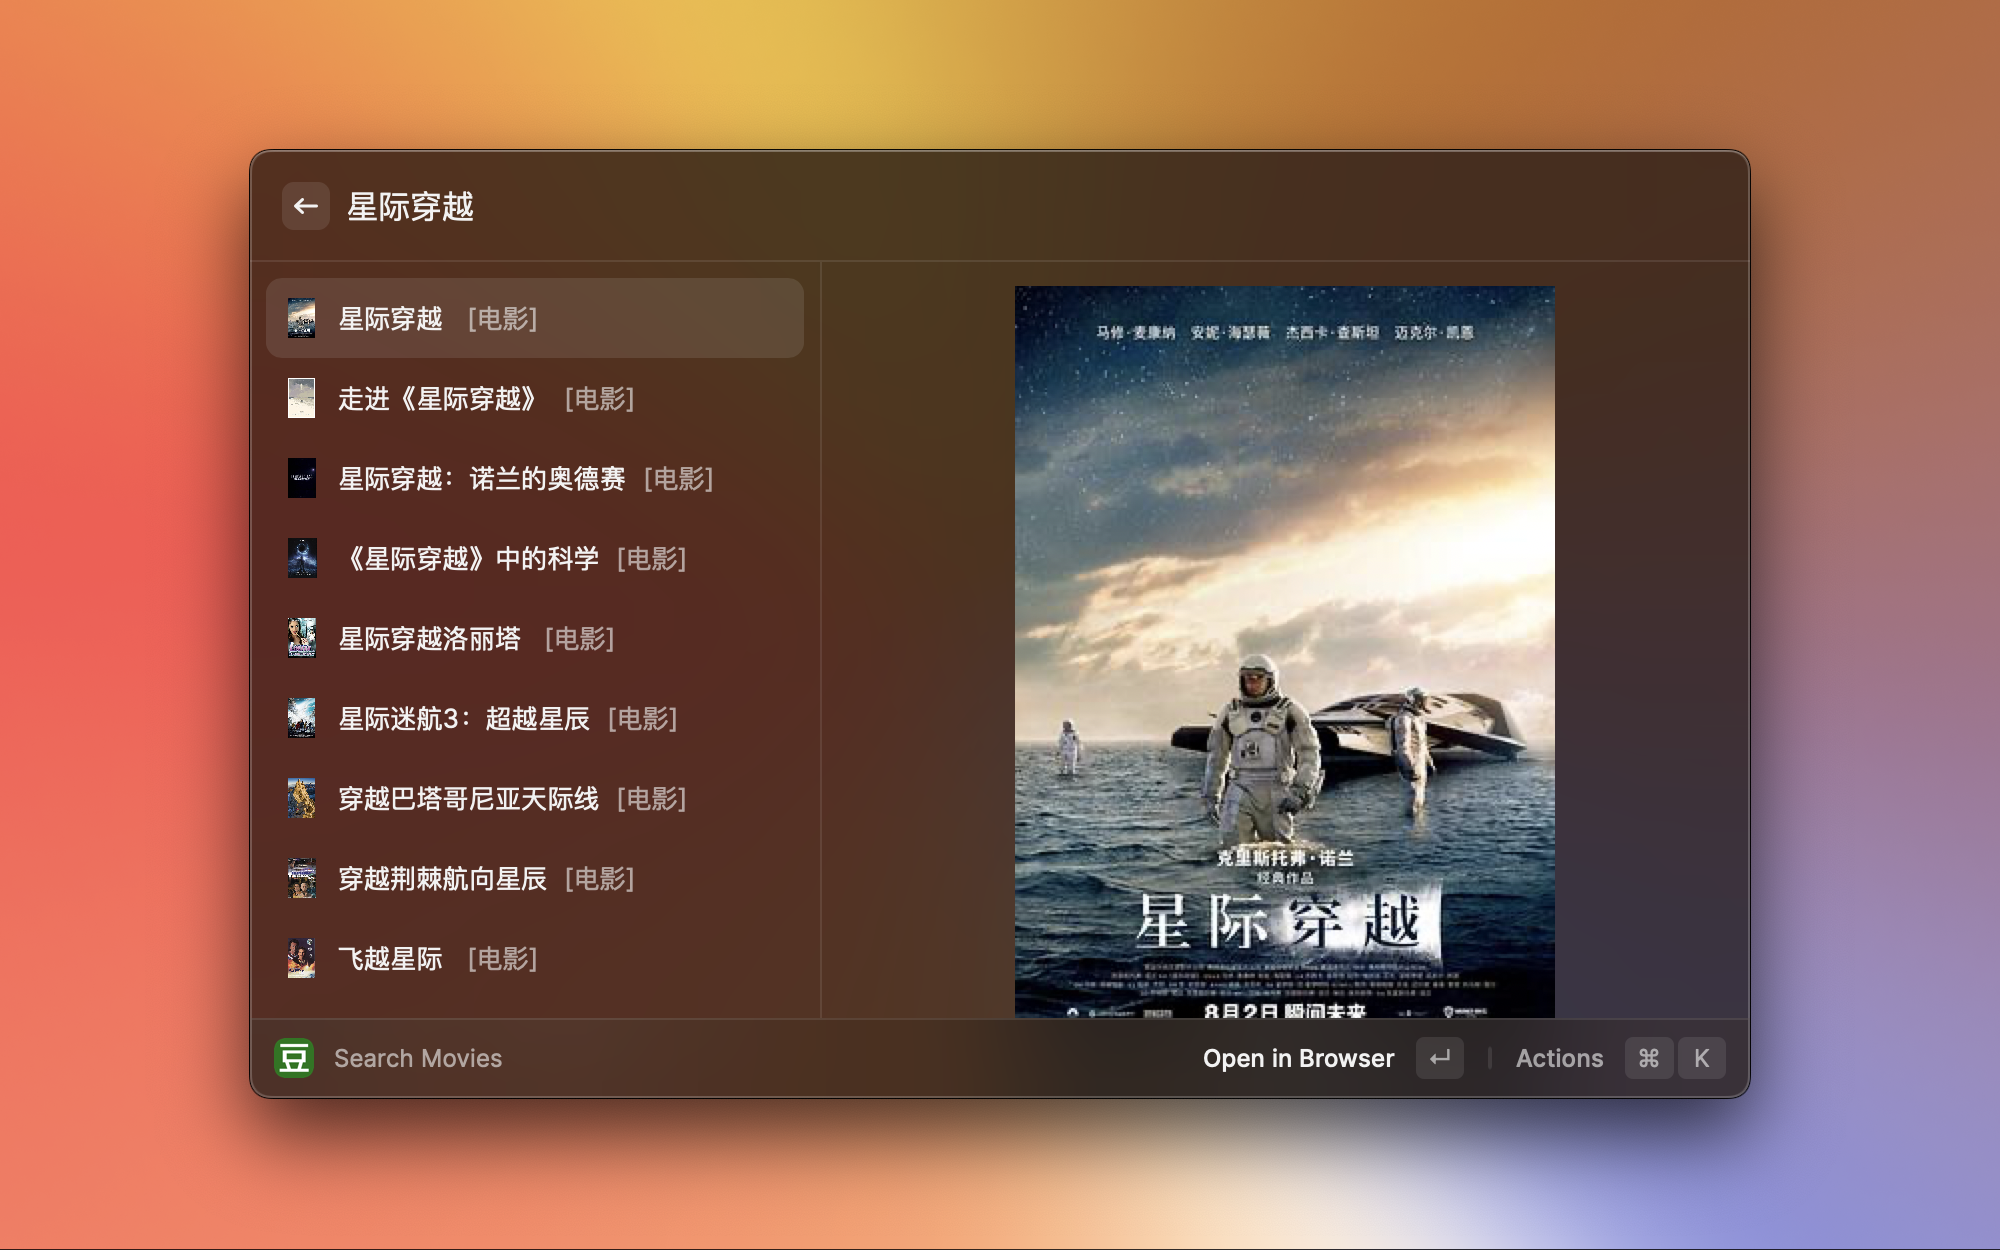 星际穿越
星际穿越 [电影]
走进《星际穿越》 [电影]
星际穿越：诺兰的奥德赛 [电影]
《星际穿越》中的科学 [电影]
星际穿越洛丽塔 [电影]
星际迷航3：超越星辰 [电影]
穿越巴塔哥尼亚天际线 [电影]
穿越荆棘航向星辰 [电影]
飞越星际 [电影]
马修·麦康纳 安妮·海瑟薇 杰西卡·查斯坦 迈克尔·凯恩
克里斯托弗·诺兰
经典作品
星际穿越
8月2日 瞬间未来
豆 Search Movies
Open in Browser ↵ Actions ⌘ K